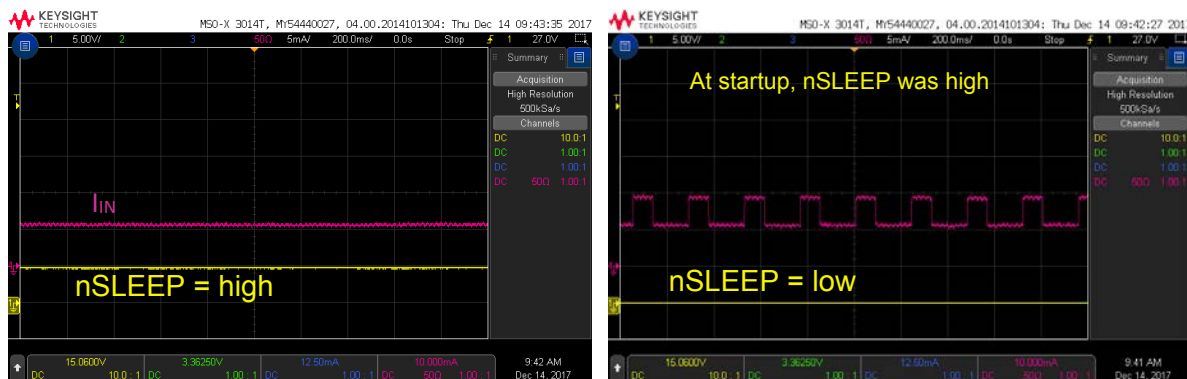 KEYSIGHT
TECHNOLOGIES
MSO-X 3014T, MY54440027, 04.00.2014101304: Thu Dec 14 09:43:35 2017
1 5.00V/ 2 3 50Ω 5mA/ 200.0ms/ 0.0s Stop 1 27.0V
Summary
Acquisition
High Resolution
500kSa/s
Channels
DC 10.0:1
DC 1.00:1
DC 1.00:1
DC 50Ω 1.00:1
T
IIN
nSLEEP = high
15.0600V 3.36250V 12.50mA 10.000mA
DC 10.0 : 1 DC 1.00 : 1 DC 1.00 : 1 DC 50Ω 1.00 : 1
9:42 AM
Dec 14, 2017
KEYSIGHT
TECHNOLOGIES
MSO-X 3014T, MY54440027, 04.00.2014101304: Thu Dec 14 09:42:27 201
1 5.00V/ 2 3 50Ω 5mA/ 200.0ms/ 0.0s Stop 1 27.0V
At startup, nSLEEP was high
Summary
Acquisition
High Resolution
500kSa/s
Channels
DC 10.0:1
DC 1.00:1
DC 1.00:1
DC 50Ω 1.00:1
T
nSLEEP = low
15.0600V 3.36250V 12.50mA 10.000mA
DC 10.0 : 1 DC 1.00 : 1 DC 1.00 : 1 DC 50Ω 1.00 : 1
9:41 AM
Dec 14, 2017